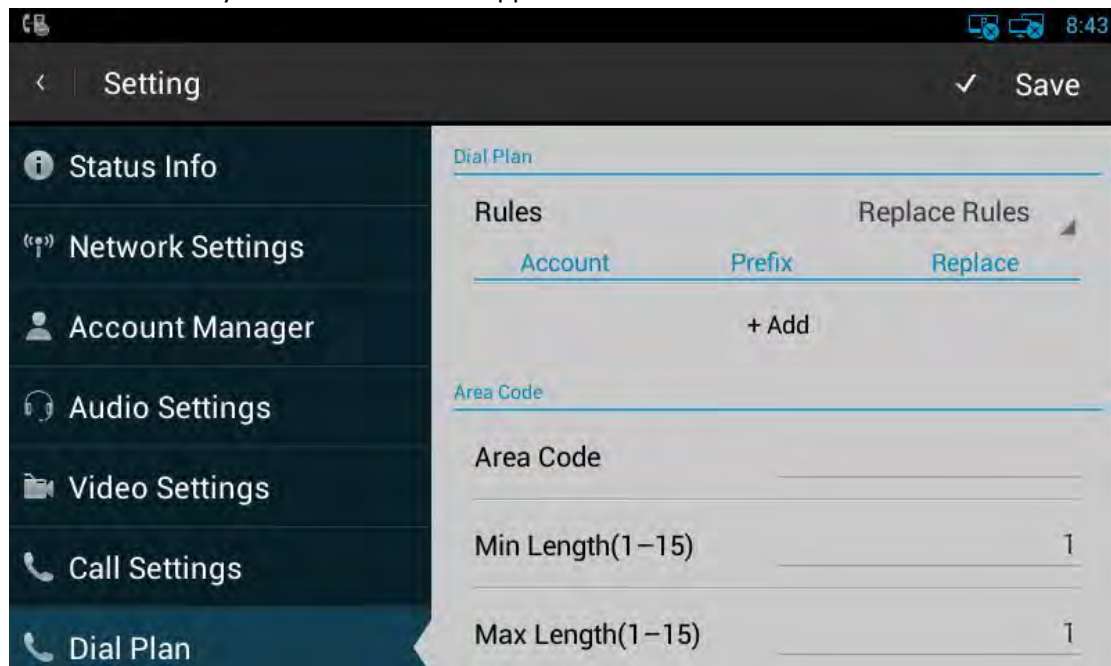 8:43
Setting
Save
Status Info
Network Settings
Account Manager
Audio Settings
Video Settings
Call Settings
Dial Plan
Dial Plan
Rules Replace Rules
Account Prefix Replace
+ Add
Area Code
Area Code
Min Length(1–15) 1
Max Length(1–15) 1